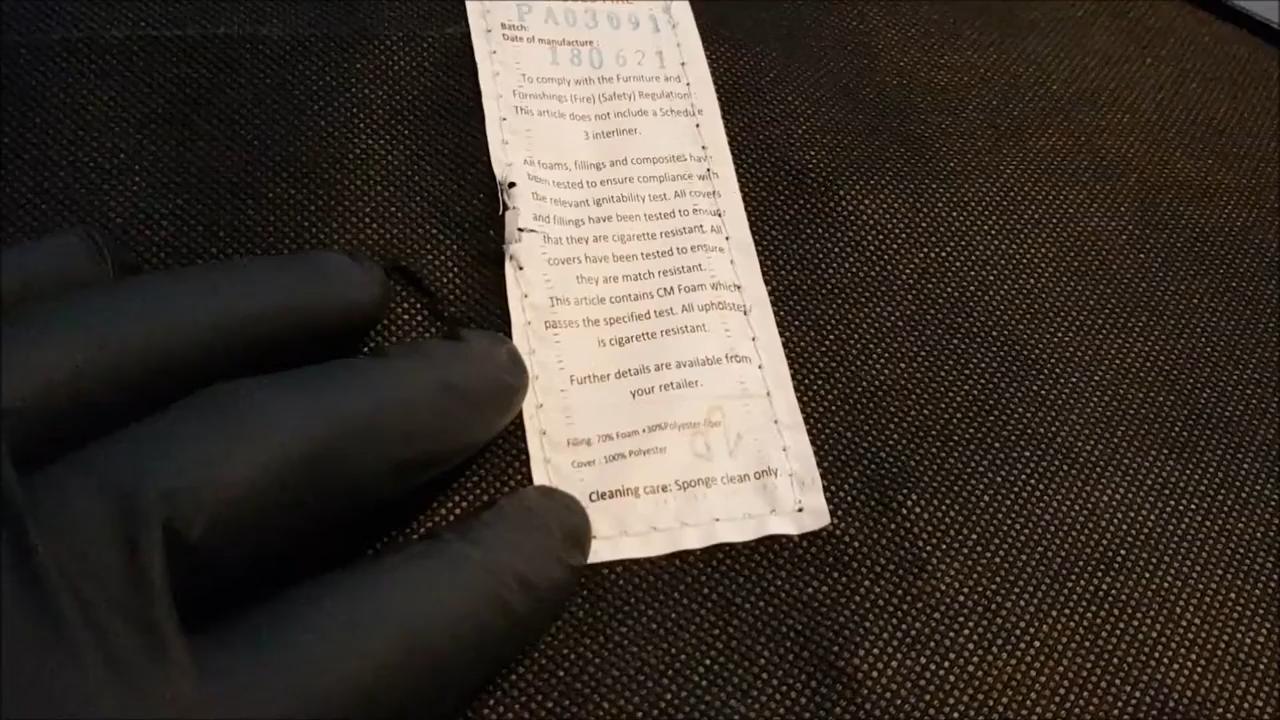 PA03091
Batch:
Date of manufacture :
180621
To comply with the Furniture and
Furnishings (Fire) (Safety) Regulation:
This article does not include a Schedule
3 interliner.
All foams, fillings and composites have
been tested to ensure compliance with
the relevant ignitability test. All covers
and fillings have been tested to ensure
that they are cigarette resistant. All
covers have been tested to ensure
they are match resistant.
This article contains CM Foam which
passes the specified test. All upholstery
is cigarette resistant.
Further details are available from
your retailer.
Filling: 70% Foam +30%Polyester-fiber
Cover : 100% Polyester
Cleaning care: Sponge clean only.